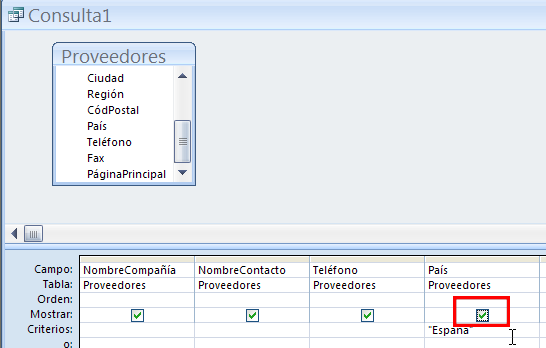 Consulta1
Proveedores
Ciudad
Región
CódPostal
País
Teléfono
Fax
PáginaPrincipal
Campo: NombreCompañía NombreContacto Teléfono País
Tabla: Proveedores Proveedores Proveedores Proveedores
Orden:
Mostrar:
Criterios: "España"
o: